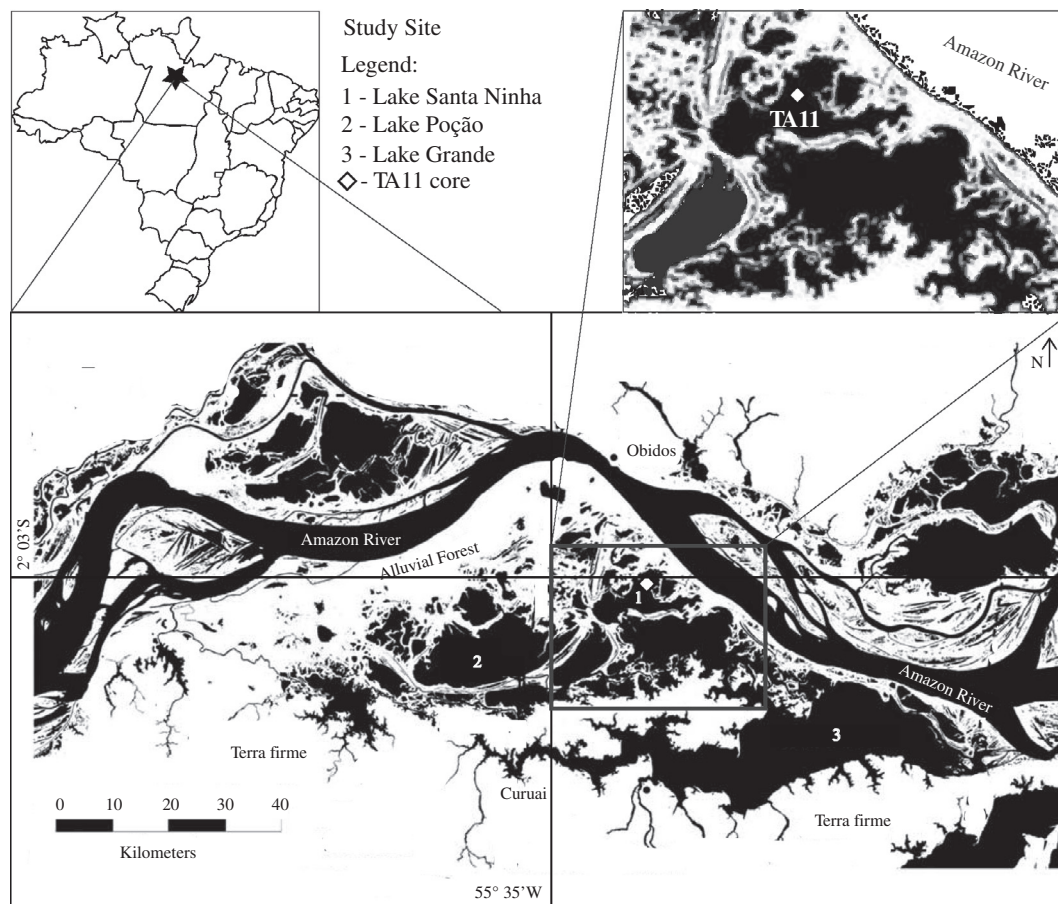 Study Site
Legend:
1 - Lake Santa Ninha
2 - Lake Poção
3 - Lake Grande
◇ - TA11 core
Amazon River
TA11
N
Obidos
2° 03'S
Amazon River
Alluvial Forest
1
2
Amazon River
3
Terra firme
Curuai
Terra firme
0 10 20 30 40
Kilometers
55° 35'W